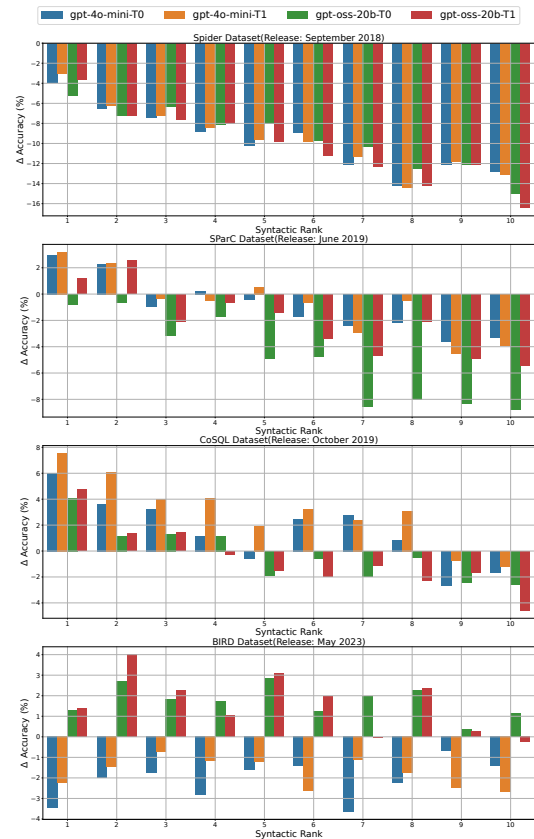 gpt-4o-mini-T0 gpt-4o-mini-T1 gpt-oss-20b-T0 gpt-oss-20b-T1
Spider Dataset(Release: September 2018)
0
−2
−4
−6
−8
−10
−12
−14
−16
Δ Accuracy (%)
1 2 3 4 5 6 7 8 9 10
Syntactic Rank
SParC Dataset(Release: June 2019)
2
0
−2
−4
−6
−8
Δ Accuracy (%)
1 2 3 4 5 6 7 8 9 10
Syntactic Rank
CoSQL Dataset(Release: October 2019)
8
6
4
2
0
−2
−4
Δ Accuracy (%)
1 2 3 4 5 6 7 8 9 10
Syntactic Rank
BIRD Dataset(Release: May 2023)
4
3
2
1
0
−1
−2
−3
−4
Δ Accuracy (%)
1 2 3 4 5 6 7 8 9 10
Syntactic Rank